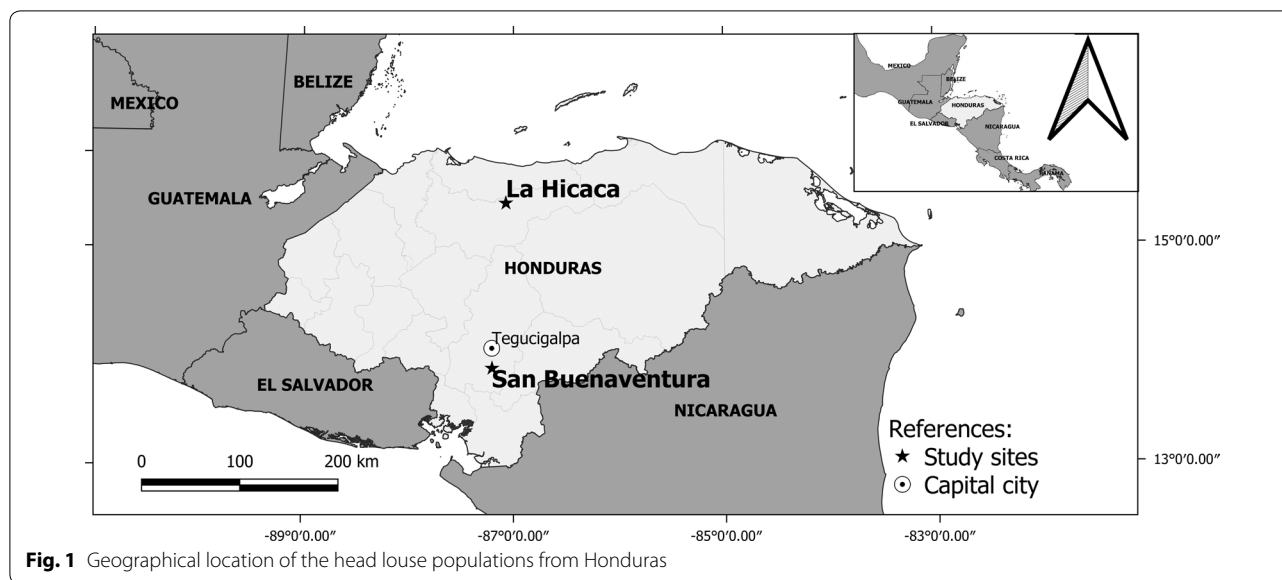 MEXICO
BELIZE
GUATEMALA
La Hicaca
HONDURAS
Tegucigalpa
San Buenaventura
EL SALVADOR
NICARAGUA
MEXICO
BELIZE
GUATEMALA
HONDURAS
EL SALVADOR
NICARAGUA
COSTA RICA
PANAMA
15°0′0.00″
13°0′0.00″
0 100 200 km
References:
Study sites
Capital city
-89°0′0.00″ -87°0′0.00″ -85°0′0.00″ -83°0′0.00″
Fig. 1 Geographical location of the head louse populations from Honduras